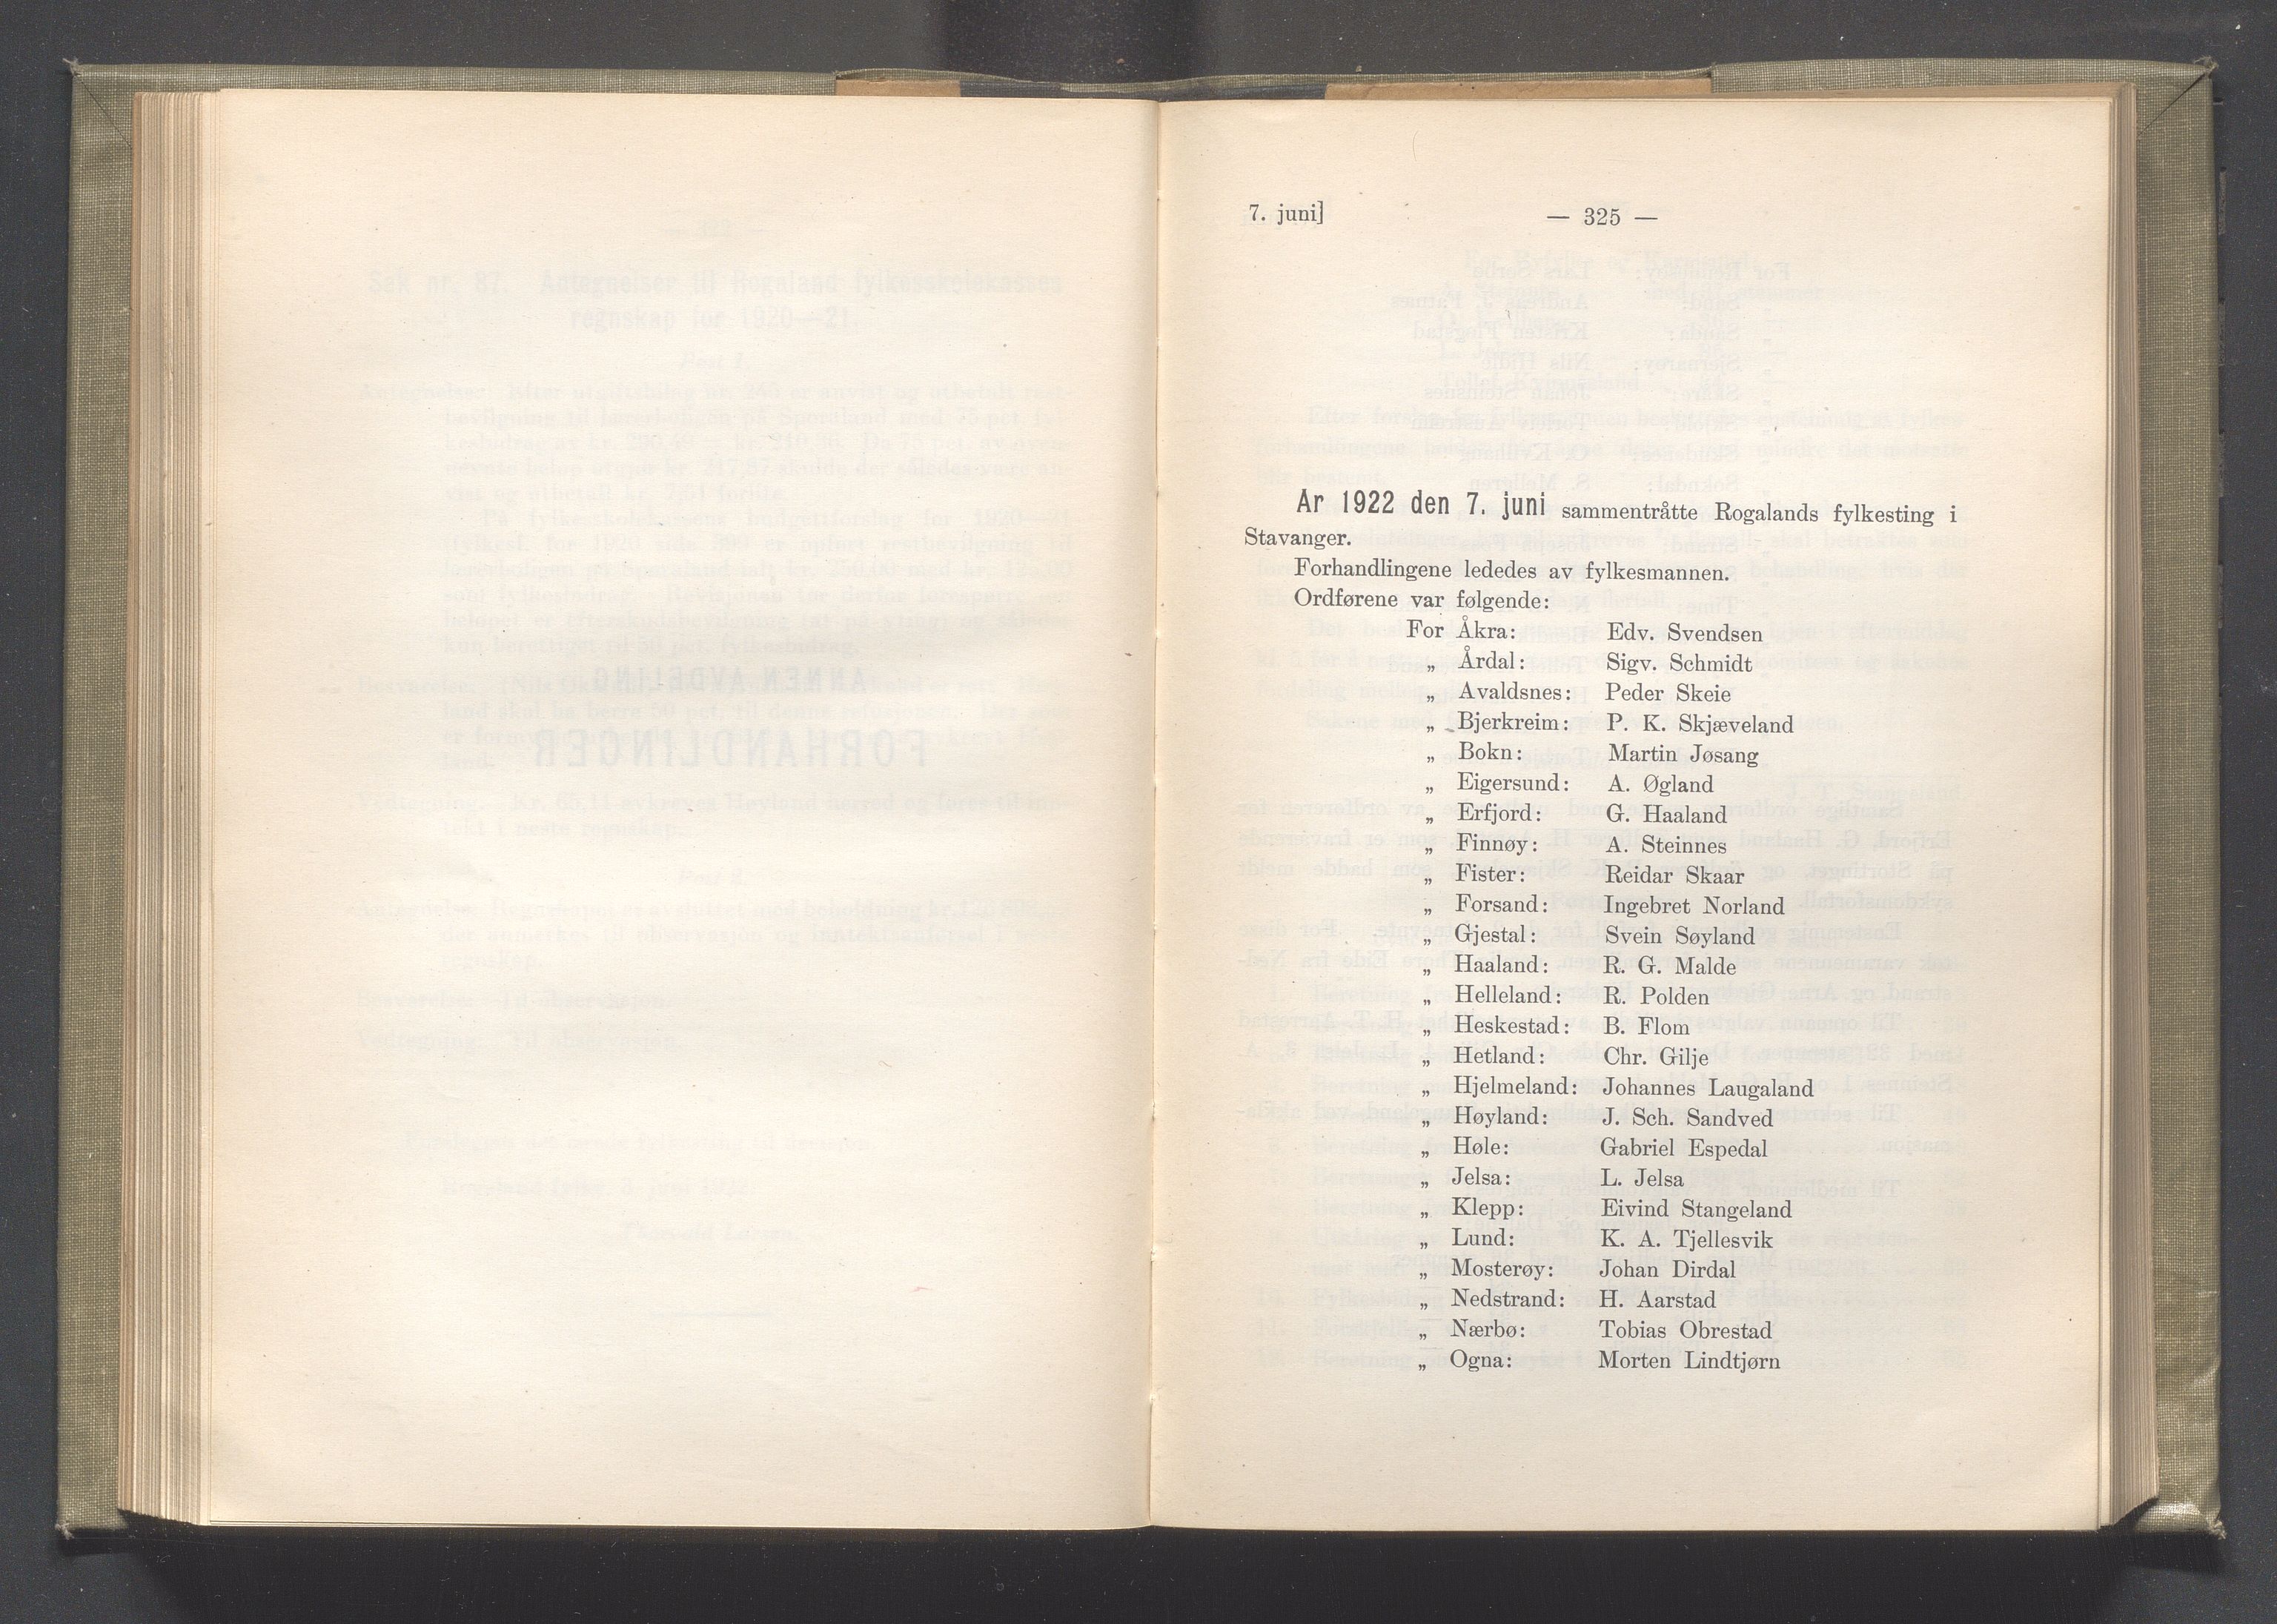 7. juni]
— 325 —
Ar 1922 den 7. juni sammentråtte Rogalands fylkesting i
Stavanger.
Forhandlingene lededes av fylkesmannen.
Ordførene var følgende:
For Åkra: Edv. Svendsen
„ Årdal: Sigv. Schmidt
„ Avaldsnes: Peder Skeie
„ Bjerkreim: P. K. Skjæveland
„ Bokn: Martin Jøsang
„ Eigersund: A. Øgland
„ Erfjord: G. Haaland
„ Finnøy: A. Steinnes
„ Fister: Reidar Skaar
„ Forsand: Ingebret Norland
„ Gjestal: Svein Søyland
„ Haaland: R. G. Malde
„ Helleland: R. Polden
„ Heskestad: B. Flom
„ Hetland: Chr. Gilje
„ Hjelmeland: Johannes Laugaland
„ Høyland: J. Sch. Sandved
„ Høle: Gabriel Espedal
„ Jelsa: L. Jelsa
„ Klepp: Eivind Stangeland
„ Lund: K. A. Tjellesvik
„ Mosterøy: Johan Dirdal
„ Nedstrand: H. Aarstad
„ Nærbø: Tobias Obrestad
„ Ogna: Morten Lindtjørn